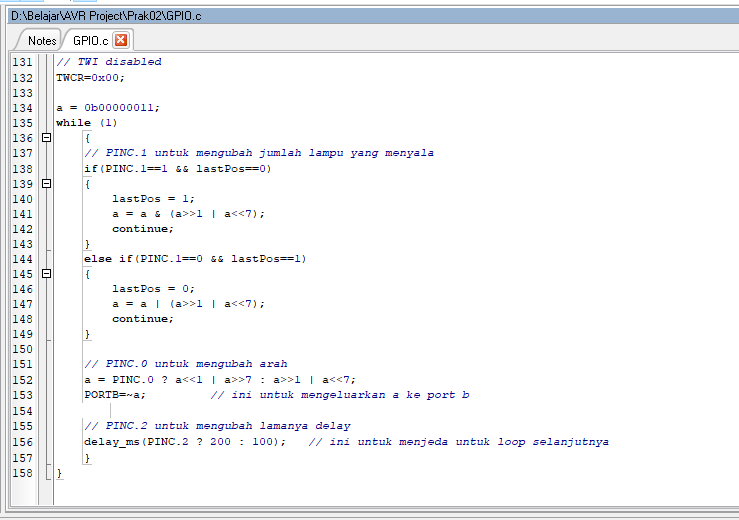 D:\Belajar\AVR Project\Prak02\GPIO.c
Notes GPIO.c
131 // TWI disabled
132 TWCR=0x00;
133
134 a = 0b00000011;
135 while (1)
136 {
137 // PINC.1 untuk mengubah jumlah lampu yang menyala
138 if(PINC.1==1 && lastPos==0)
139 {
140 lastPos = 1;
141 a = a & (a>>1 | a<<7);
142 continue;
143 }
144 else if(PINC.1==0 && lastPos==1)
145 {
146 lastPos = 0;
147 a = a | (a>>1 | a<<7);
148 continue;
149 }
150
151 // PINC.0 untuk mengubah arah
152 a = PINC.0 ? a<<1 | a>>7 : a>>1 | a<<7;
153 PORTB=~a; // ini untuk mengeluarkan a ke port b
154
155 // PINC.2 untuk mengubah lamanya delay
156 delay_ms(PINC.2 ? 200 : 100); // ini untuk menjeda untuk loop selanjutnya
157 }
158 }